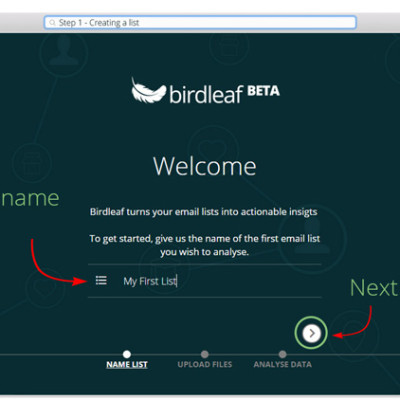 Step 1 - Creating a list
birdleaf BETA
Welcome
name
Birdleaf turns your email lists into actionable insigts
To get started, give us the name of the first email list
you wish to analyse.
My First List
Next
NAME LIST
UPLOAD FILES
ANALYSE DATA